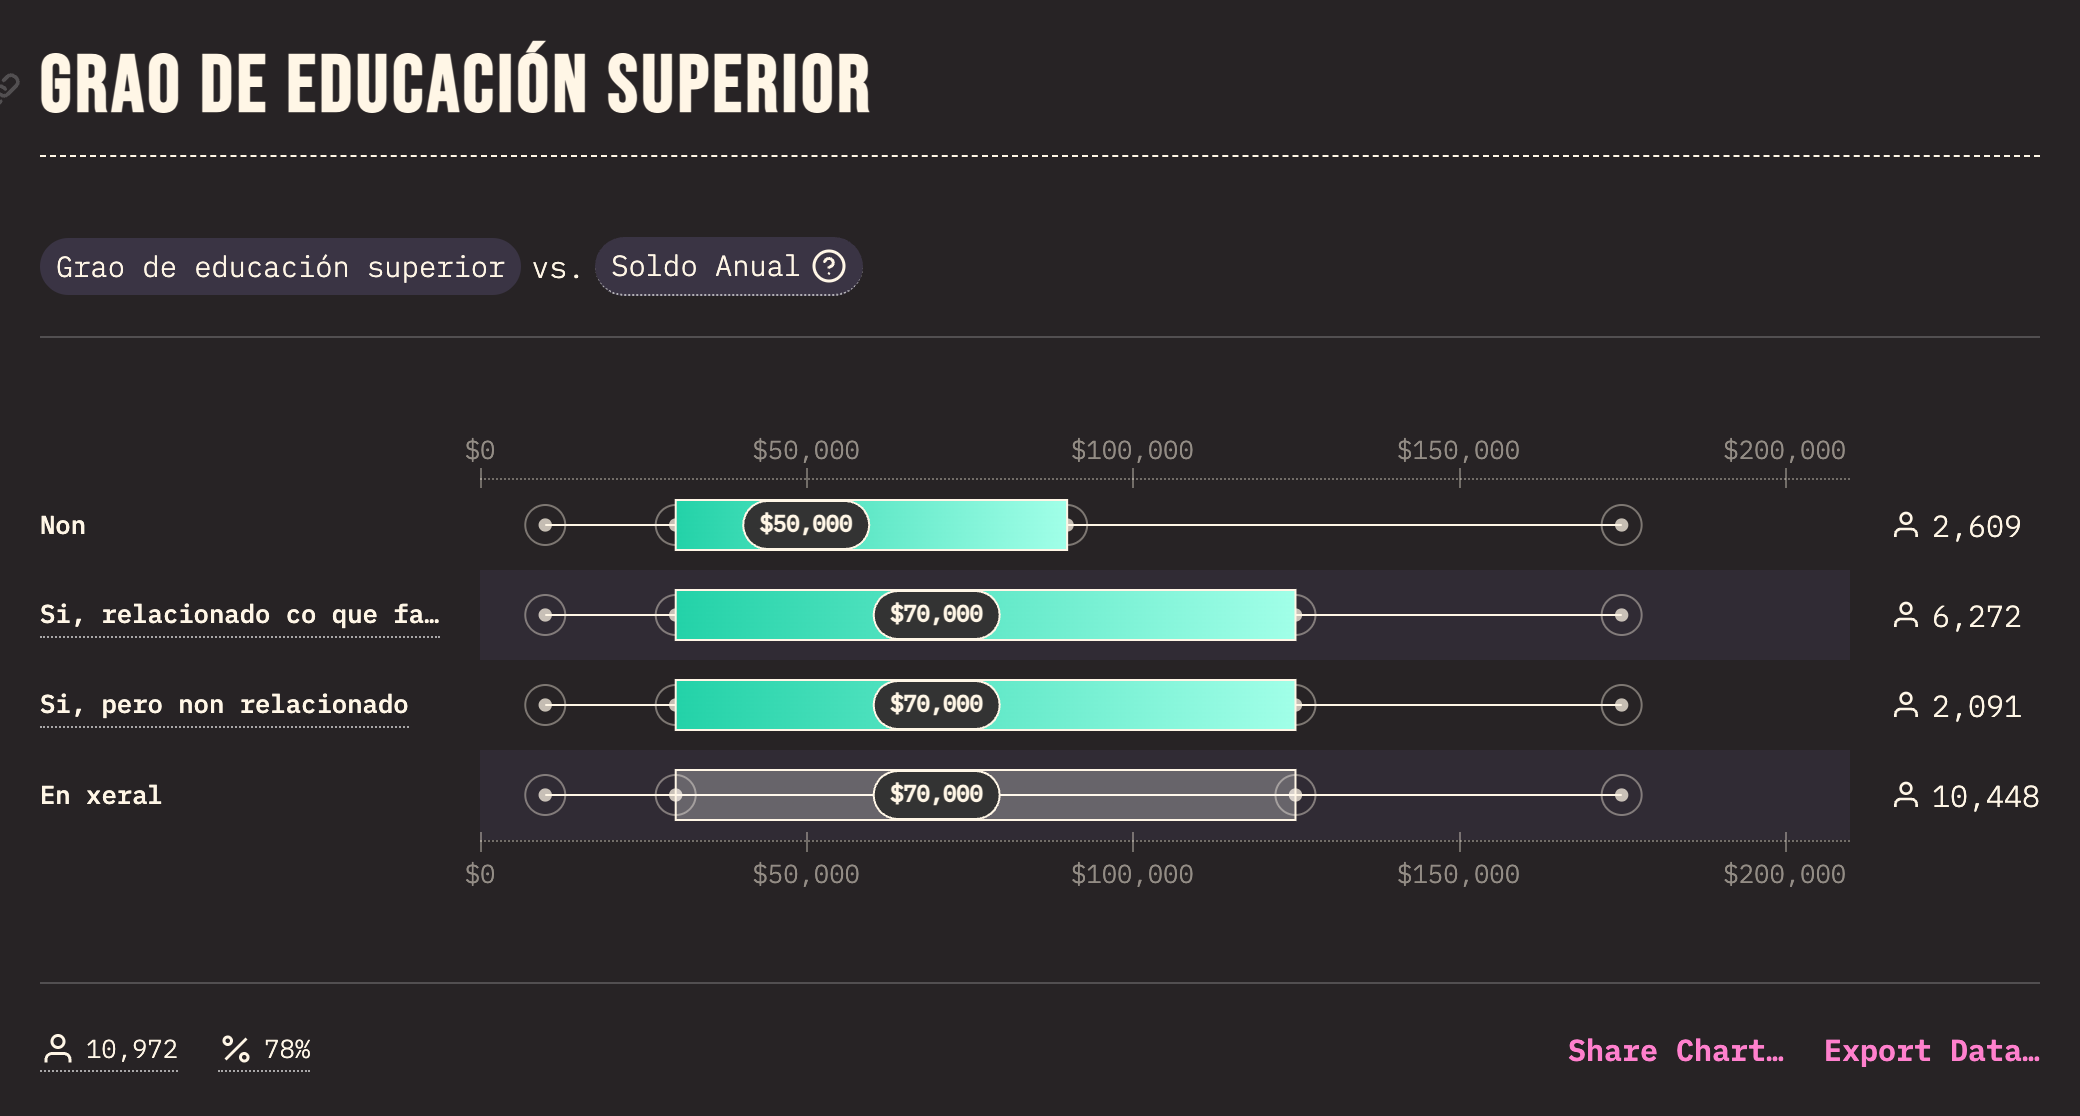 GRAO DE EDUCACIÓN SUPERIOR
Grao de educación superior vs. Soldo Anual ?
$0 $50,000 $100,000 $150,000 $200,000
Non $50,000 2,609
Si, relacionado co que fa… $70,000 6,272
Si, pero non relacionado $70,000 2,091
En xeral $70,000 10,448
$0 $50,000 $100,000 $150,000 $200,000
10,972 78% Share Chart… Export Data…